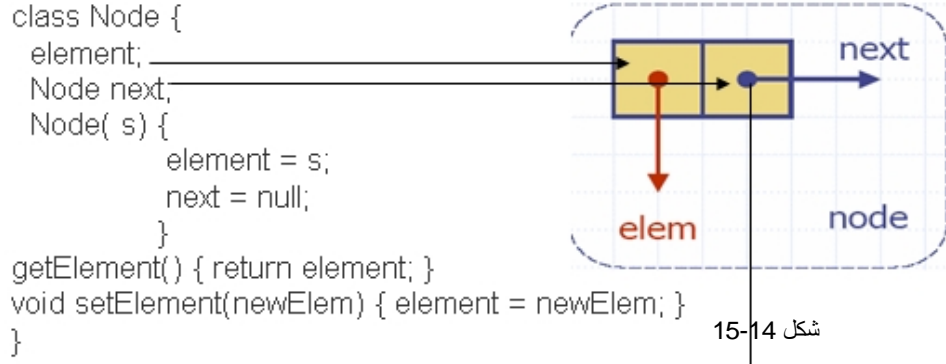 class Node {
element;
Node next;
Node( s) {
element = s;
next = null;
}
getElement() { return element; }
void setElement(newElem) { element = newElem; }
}
next
elem
node
شكل 14-15